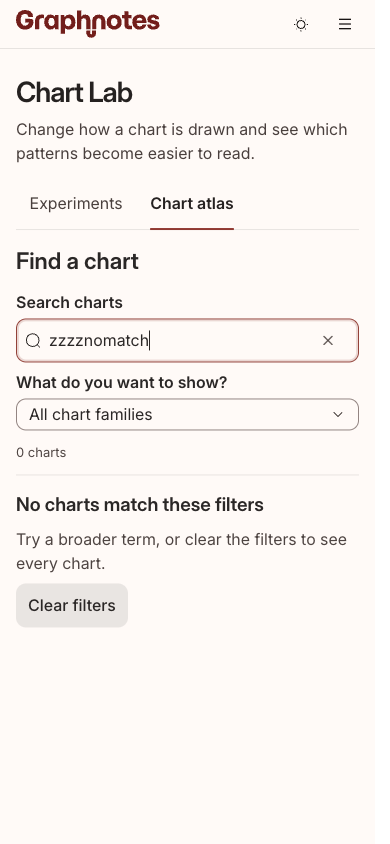 Graphnotes
Chart Lab
Change how a chart is drawn and see which
patterns become easier to read.
Experiments
Chart atlas
Find a chart
Search charts
zzzznomatch
What do you want to show?
All chart families
0 charts
No charts match these filters
Try a broader term, or clear the filters to see
every chart.
Clear filters